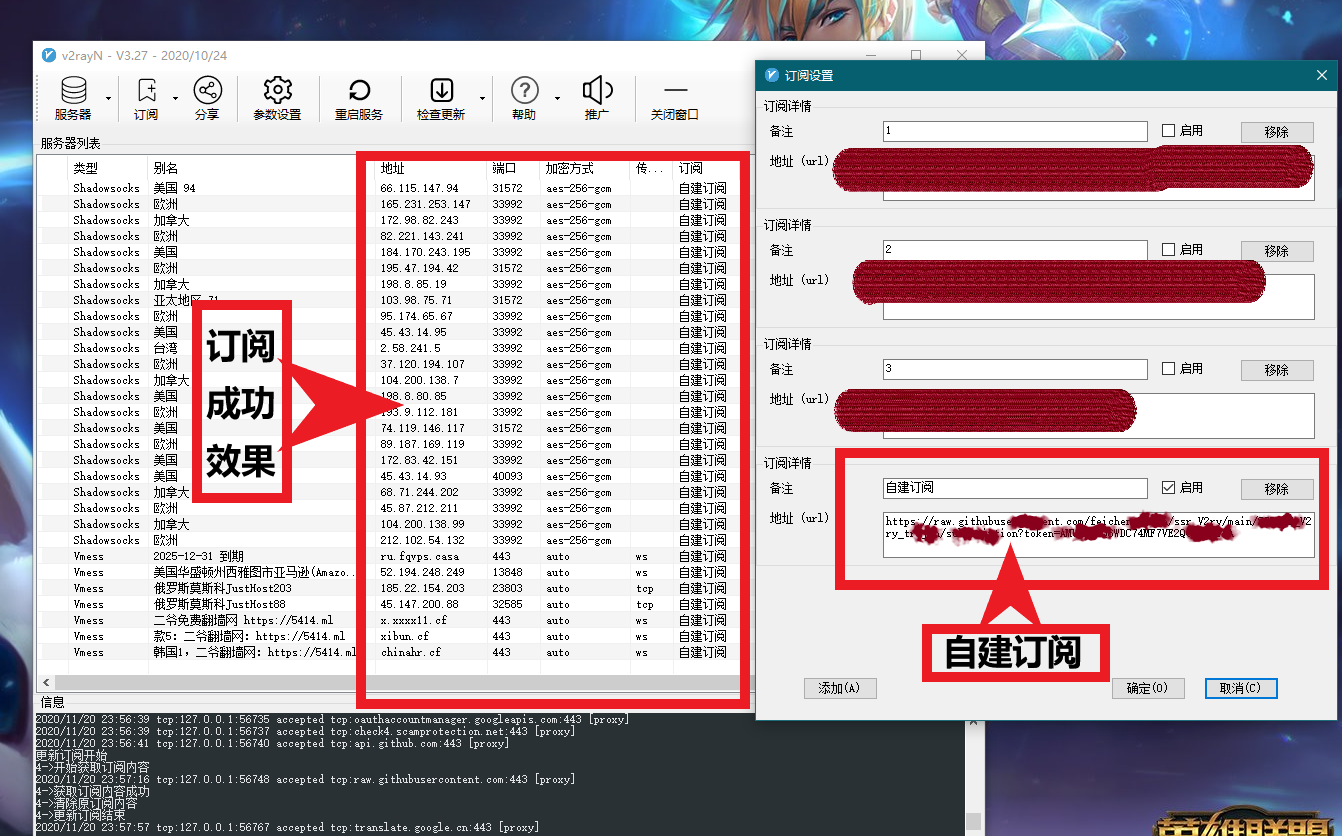 v2rayN - V3.27 - 2020/10/24
服务器
订阅
分享
参数设置
重启服务
检查更新
帮助
推广
关闭窗口
服务器列表
类型 别名 地址 端口 加密方式 传... 订阅
Shadowsocks 美国 94 66.115.147.94 31572 aes-256-gcm 自建订阅
Shadowsocks 欧洲 165.231.253.147 33992 aes-256-gcm 自建订阅
Shadowsocks 加拿大 172.98.82.243 33992 aes-256-gcm 自建订阅
Shadowsocks 欧洲 82.221.143.241 33992 aes-256-gcm 自建订阅
Shadowsocks 美国 184.170.243.195 33992 aes-256-gcm 自建订阅
Shadowsocks 欧洲 195.47.194.42 31572 aes-256-gcm 自建订阅
Shadowsocks 加拿大 198.8.85.19 33992 aes-256-gcm 自建订阅
Shadowsocks 亚太地区 71 103.98.75.71 31572 aes-256-gcm 自建订阅
Shadowsocks 欧洲 95.174.65.67 33992 aes-256-gcm 自建订阅
Shadowsocks 美国 45.43.14.95 33992 aes-256-gcm 自建订阅
Shadowsocks 台湾 2.58.241.5 33992 aes-256-gcm 自建订阅
Shadowsocks 欧洲 37.120.194.107 33992 aes-256-gcm 自建订阅
Shadowsocks 加拿大 104.200.138.7 33992 aes-256-gcm 自建订阅
Shadowsocks 美国 198.8.80.85 33992 aes-256-gcm 自建订阅
Shadowsocks 欧洲 193.9.112.181 33992 aes-256-gcm 自建订阅
Shadowsocks 美国 74.119.146.117 31572 aes-256-gcm 自建订阅
Shadowsocks 欧洲 89.187.169.119 33992 aes-256-gcm 自建订阅
Shadowsocks 美国 172.83.42.151 33992 aes-256-gcm 自建订阅
Shadowsocks 美国 45.43.14.93 40093 aes-256-gcm 自建订阅
Shadowsocks 加拿大 68.71.244.202 33992 aes-256-gcm 自建订阅
Shadowsocks 欧洲 45.87.212.211 33992 aes-256-gcm 自建订阅
Shadowsocks 加拿大 104.200.138.99 33992 aes-256-gcm 自建订阅
Shadowsocks 欧洲 212.102.54.132 33992 aes-256-gcm 自建订阅
Vmess 2025-12-31 到期 ru.fqvps.casa 443 auto ws 自建订阅
Vmess 美国华盛顿州西雅图市亚马逊(Amazo... 52.194.248.249 13848 auto ws 自建订阅
Vmess 俄罗斯莫斯科JustHost203 185.22.154.203 23803 auto tcp 自建订阅
Vmess 俄罗斯莫斯科JustHost88 45.147.200.88 32585 auto tcp 自建订阅
Vmess 二爷免费翻墙网 https://5414.ml x.xxxx11.cf 443 auto ws 自建订阅
Vmess 款5：二爷翻墙网：https://5414.ml xibun.cf 443 auto ws 自建订阅
Vmess 韩国1，二爷翻墙网：https://5414.ml chinahr.cf 443 auto ws 自建订阅
订阅
成功
效果
信息
2020/11/20 23:56:39 tcp:127.0.0.1:56735 accepted tcp:oauthaccountmanager.googleapis.com:443 [proxy]
2020/11/20 23:56:39 tcp:127.0.0.1:56737 accepted tcp:check4.scamprotection.net:443 [proxy]
2020/11/20 23:56:41 tcp:127.0.0.1:56740 accepted tcp:api.github.com:443 [proxy]
更新订阅开始
4->开始获取订阅内容
2020/11/20 23:57:16 tcp:127.0.0.1:56748 accepted tcp:raw.githubusercontent.com:443 [proxy]
4->获取订阅内容成功
4->清除原订阅内容
4->更新订阅结束
2020/11/20 23:57:57 tcp:127.0.0.1:56767 accepted tcp:translate.google.cn:443 [proxy]
订阅设置
订阅详情
备注 1 启用 移除
地址 (url)
订阅详情
备注 2 启用 移除
地址 (url)
订阅详情
备注 3 启用 移除
地址 (url)
订阅详情
备注 自建订阅 启用 移除
地址 (url) https://raw.githubuse ent.com/feichen /ssr_V2ry/main/
自建订阅
添加(A) 确定(O) 取消(C)
英雄联盟